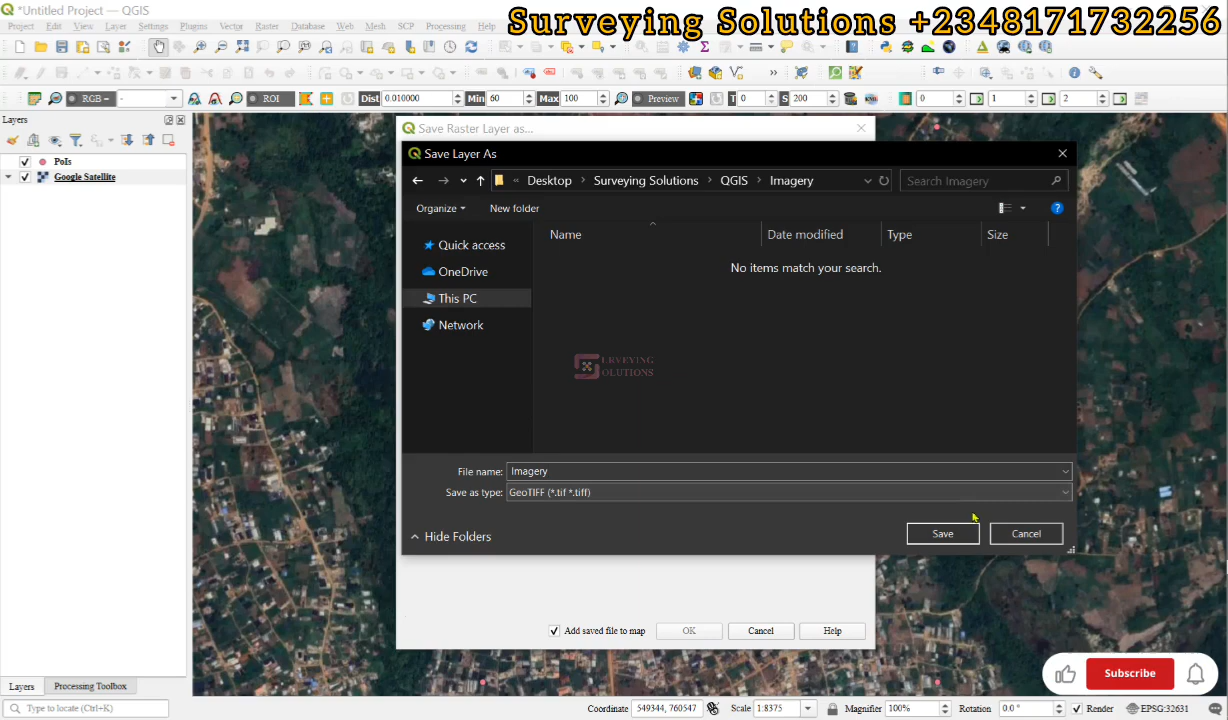 *Untitled Project — QGIS
Surveying Solutions +2348171732256
Project Edit View Layer Settings Plugins Vector Raster Database Web Mesh SCP Processing Help
RGB = - ROI Dist 0.010000 Min 60 Max 100 Preview T 0 S 200 KML 0 1 2
Layers
PoIs
Google Satellite
Save Raster Layer as...
Save Layer As
« Desktop > Surveying Solutions > QGIS > Imagery
Search Imagery
Organize New folder
Quick access
OneDrive
This PC
Network
Name Date modified Type Size
No items match your search.
SURVEYING
SOLUTIONS
File name: Imagery
Save as type: GeoTIFF (*.tif *.tiff)
Hide Folders
Save Cancel
Add saved file to map OK Cancel Help
Subscribe
Layers Processing Toolbox
Type to locate (Ctrl+K)
Coordinate 549344, 760547 Scale 1:8375 Magnifier 100% Rotation 0.0 ° Render EPSG:32631